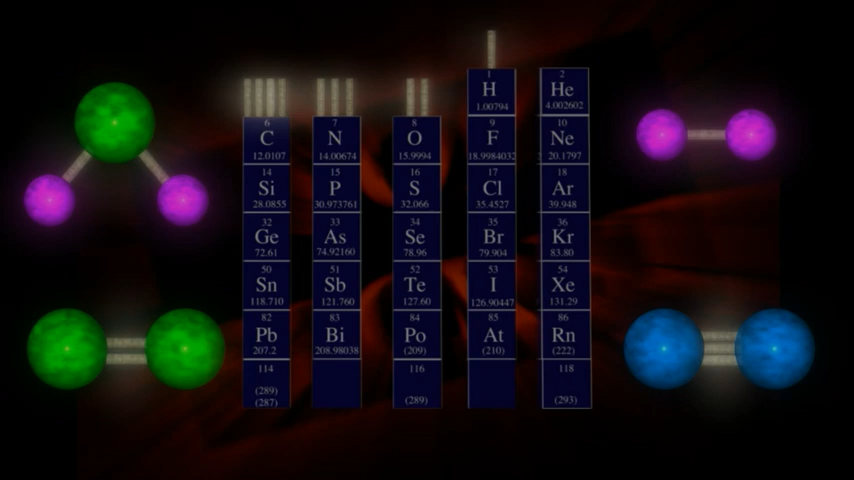 1
H
1.00794
2
He
4.002602
6
C
12.0107
7
N
14.00674
8
O
15.9994
9
F
18.9984032
10
Ne
20.1797
14
Si
28.0855
15
P
30.973761
16
S
32.066
17
Cl
35.4527
18
Ar
39.948
32
Ge
72.61
33
As
74.92160
34
Se
78.96
35
Br
79.904
36
Kr
83.80
50
Sn
118.710
51
Sb
121.760
52
Te
127.60
53
I
126.90447
54
Xe
131.29
82
Pb
207.2
83
Bi
208.98038
84
Po
(209)
85
At
(210)
86
Rn
(222)
114
(289)
(287)
116
(289)
118
(293)